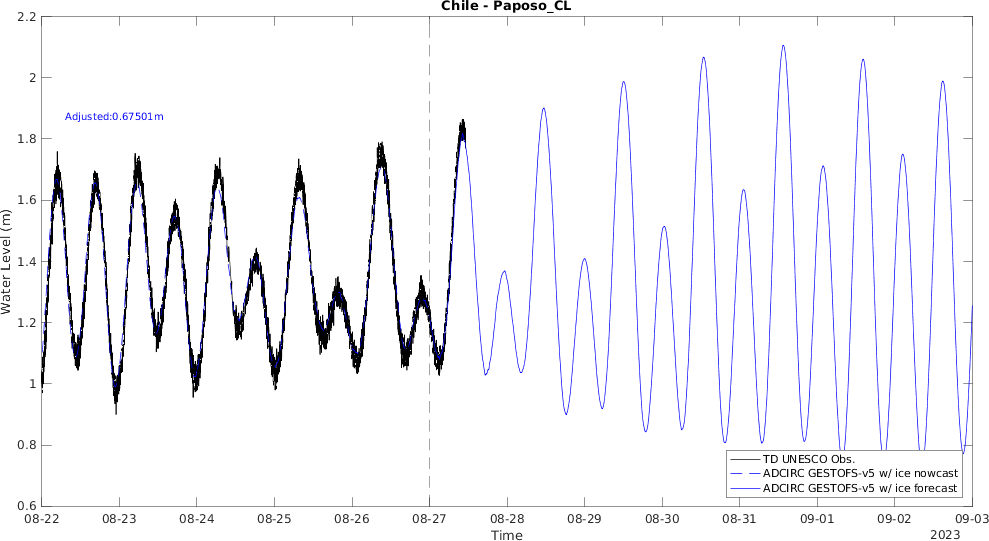 Chile - Paposo_CL
2.2
2
1.8
1.6
1.4
1.2
1
0.8
0.6
Water Level (m)
Adjusted:0.67501m
TD UNESCO Obs.
ADCIRC GESTOFS-v5 w/ ice nowcast
ADCIRC GESTOFS-v5 w/ ice forecast
08-22 08-23 08-24 08-25 08-26 08-27 08-28 08-29 08-30 08-31 09-01 09-02 09-03
Time
2023